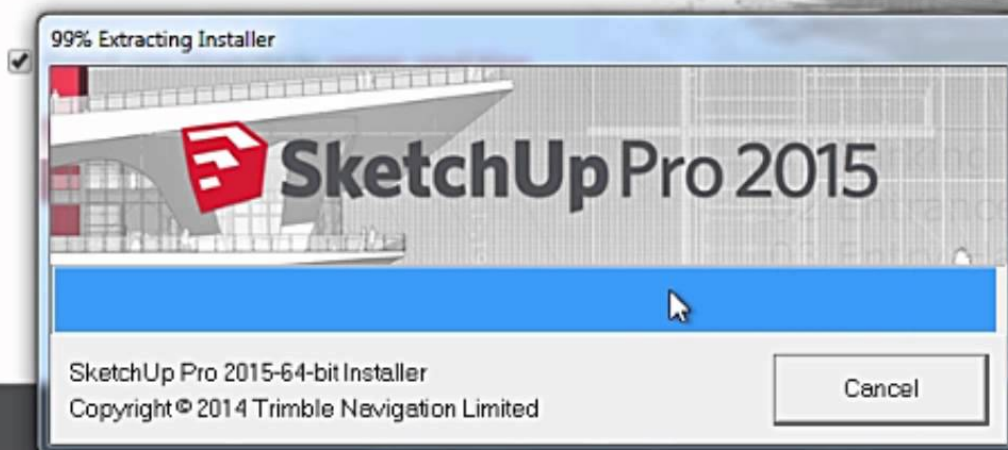 99% Extracting Installer
SketchUp Pro 2015
SketchUp Pro 2015-64-bit Installer
Copyright © 2014 Trimble Navigation Limited
Cancel